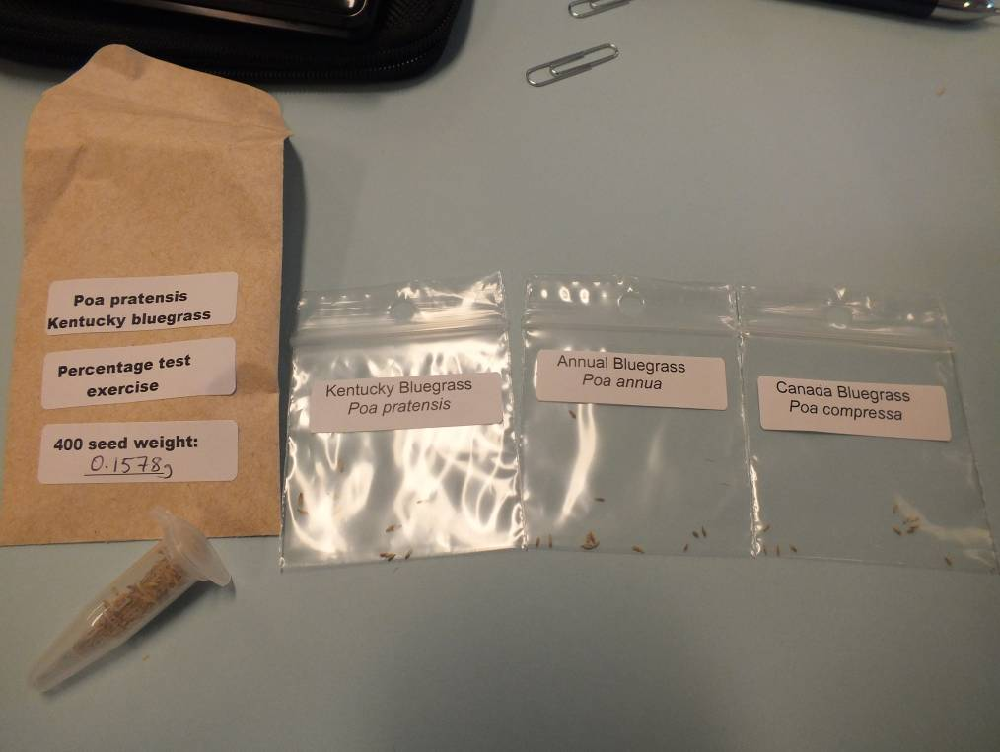 Poa pratensis
Kentucky bluegrass
Percentage test
exercise
400 seed weight:
0.1578g
Kentucky Bluegrass
Poa pratensis
Annual Bluegrass
Poa annua
Canada Bluegrass
Poa compressa